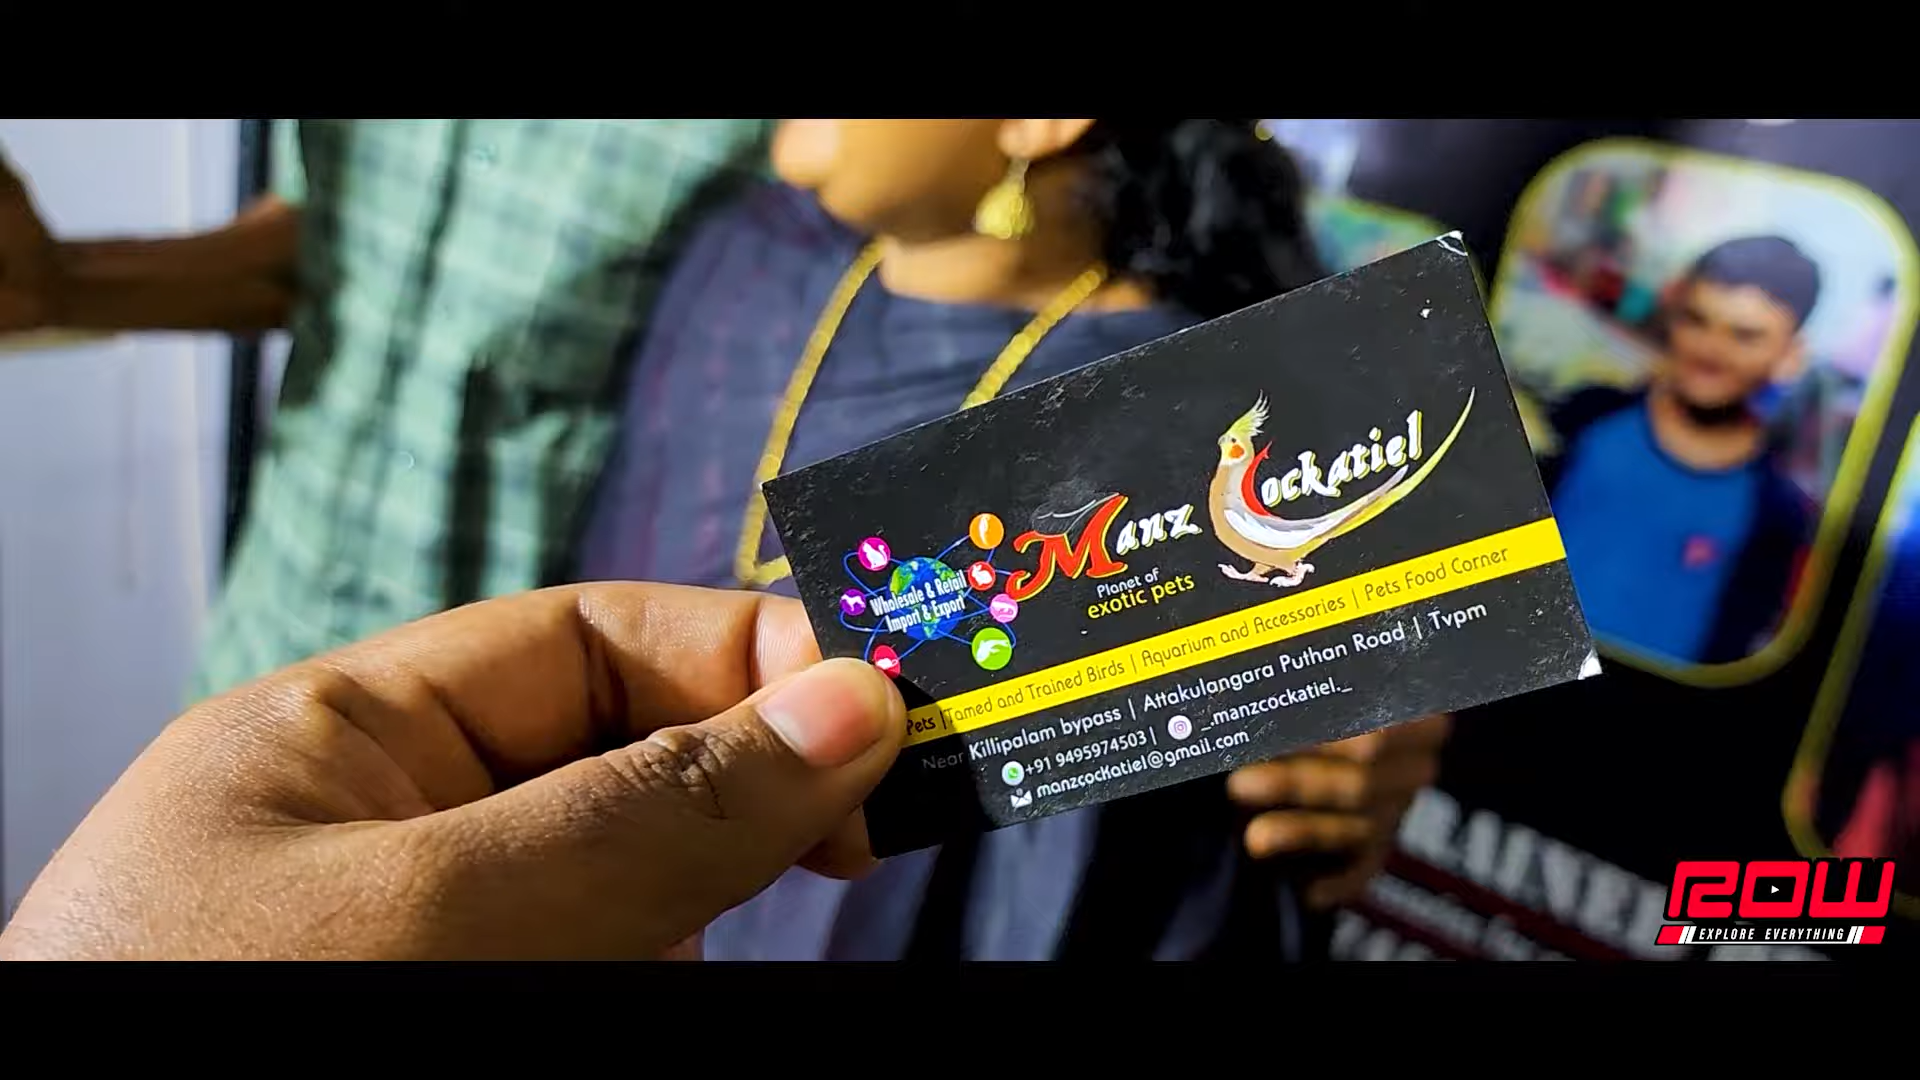 Manz Cockatiel
Planet of
exotic pets
Wholesale & Retail
Import & Export
Pets | Tamed and Trained Birds | Aquarium and Accessories | Pets Food Corner
Near Killipalam bypass | Attakulangara Puthan Road | Tvpm
+91 9495974503 | _.manzcockatiel._
manzcockatiel@gmail.com
ROW
EXPLORE EVERYTHING